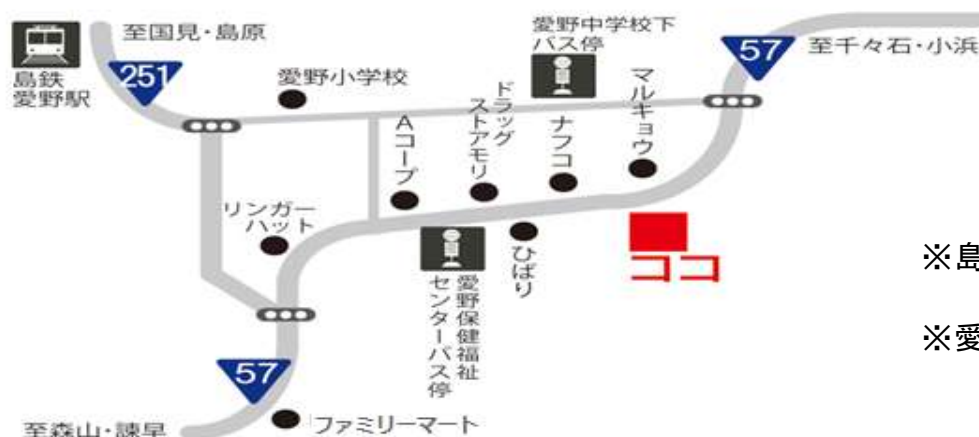 至国見・島原
島鉄
愛野駅
251
愛野小学校
愛野中学校下
バス停
57
至千々石・小浜
Aコープ
ドラッグ
ストアモリ
ナフコ
マルキョウ
リンガー
ハット
愛野保健福祉
センターバス停
ひばり
ココ
※島
※愛
57
ファミリーマート
至森山・諫早